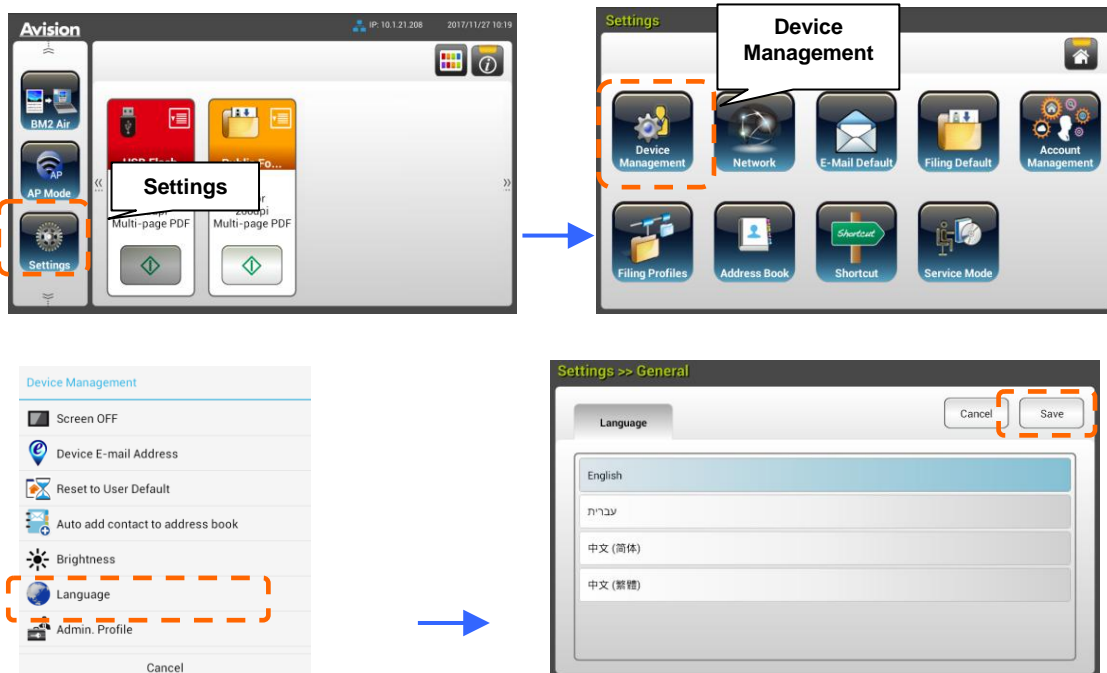 Avision
IP: 10.1.21.208
2017/11/27 10:19
BM2 Air
AP Mode
AP
Settings
Settings
Multi-page PDF
Multi-page PDF
Settings
Device
Management
Device
Management
Network
E-Mail Default
Filing Default
Account
Management
Filing Profiles
Address Book
Shortcut
Shortcut
Service Mode
Device Management
Screen OFF
Device E-mail Address
Reset to User Default
Auto add contact to address book
Brightness
Language
Admin. Profile
Cancel
Settings >> General
Language
Cancel
Save
English
עברית
中文 (简体)
中文 (繁體)